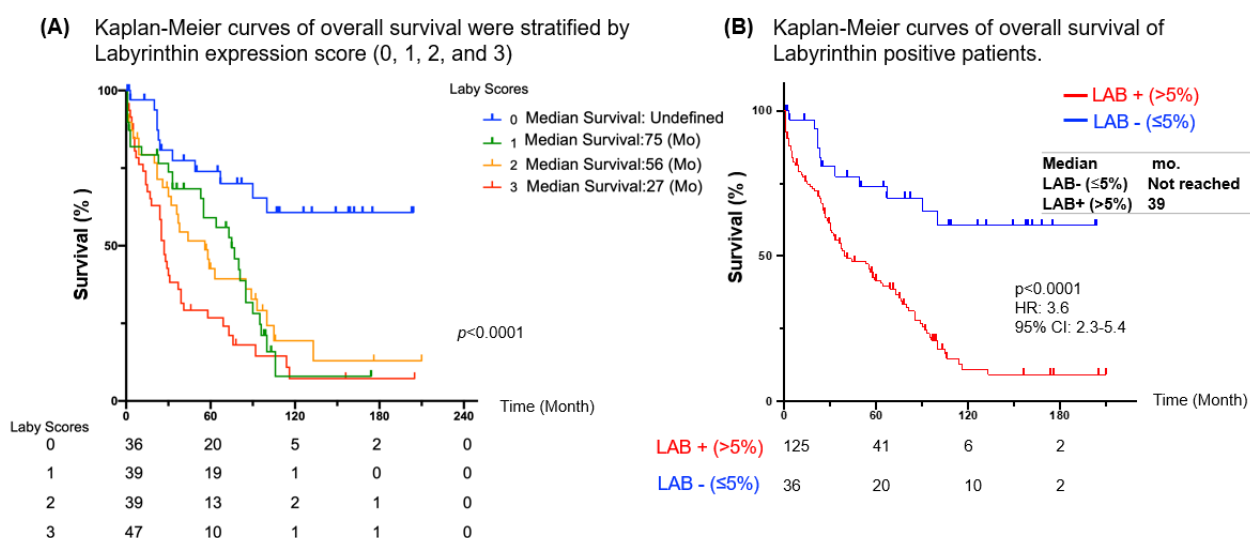 (A) Kaplan-Meier curves of overall survival were stratified by
Labyrinthin expression score (0, 1, 2, and 3)
Laby Scores
0 Median Survival: Undefined
1 Median Survival:75 (Mo)
2 Median Survival:56 (Mo)
3 Median Survival:27 (Mo)
100
50
0
Survival (% )
p<0.0001
0 60 120 180 240
Time (Month)
Laby Scores
0 36 20 5 2 0
1 39 19 1 0 0
2 39 13 2 1 0
3 47 10 1 1 0
(B) Kaplan-Meier curves of overall survival of
Labyrinthin positive patients.
LAB + (>5%)
LAB - (≤5%)
Median mo.
LAB- (≤5%) Not reached
LAB+ (>5%) 39
100
50
0
Survival (% )
p<0.0001
HR: 3.6
95% CI: 2.3-5.4
0 60 120 180
Time (Month)
LAB + (>5%) 125 41 6 2
LAB - (≤5%) 36 20 10 2